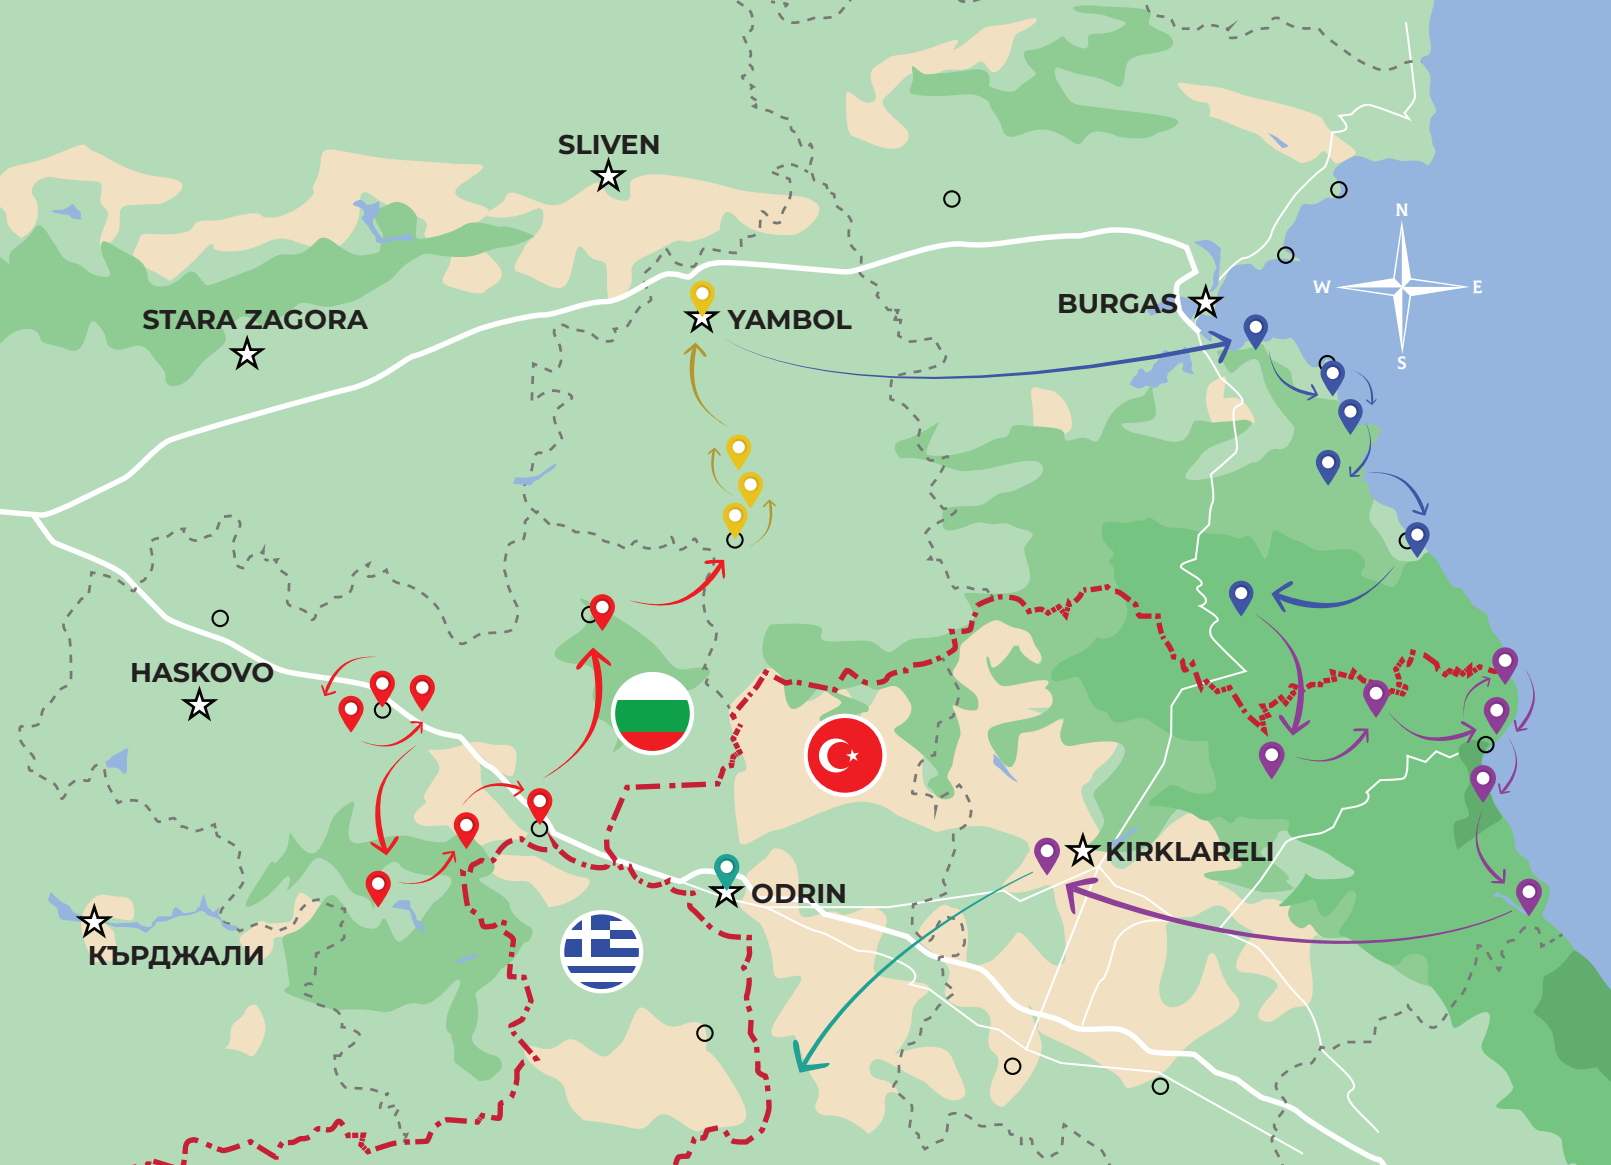 SLIVEN
N
W
E
BURGAS
STARA ZAGORA
YAMBOL
S
HASKOVO
KIRKLARELI
ODRIN
КЪРДЖАЛИ